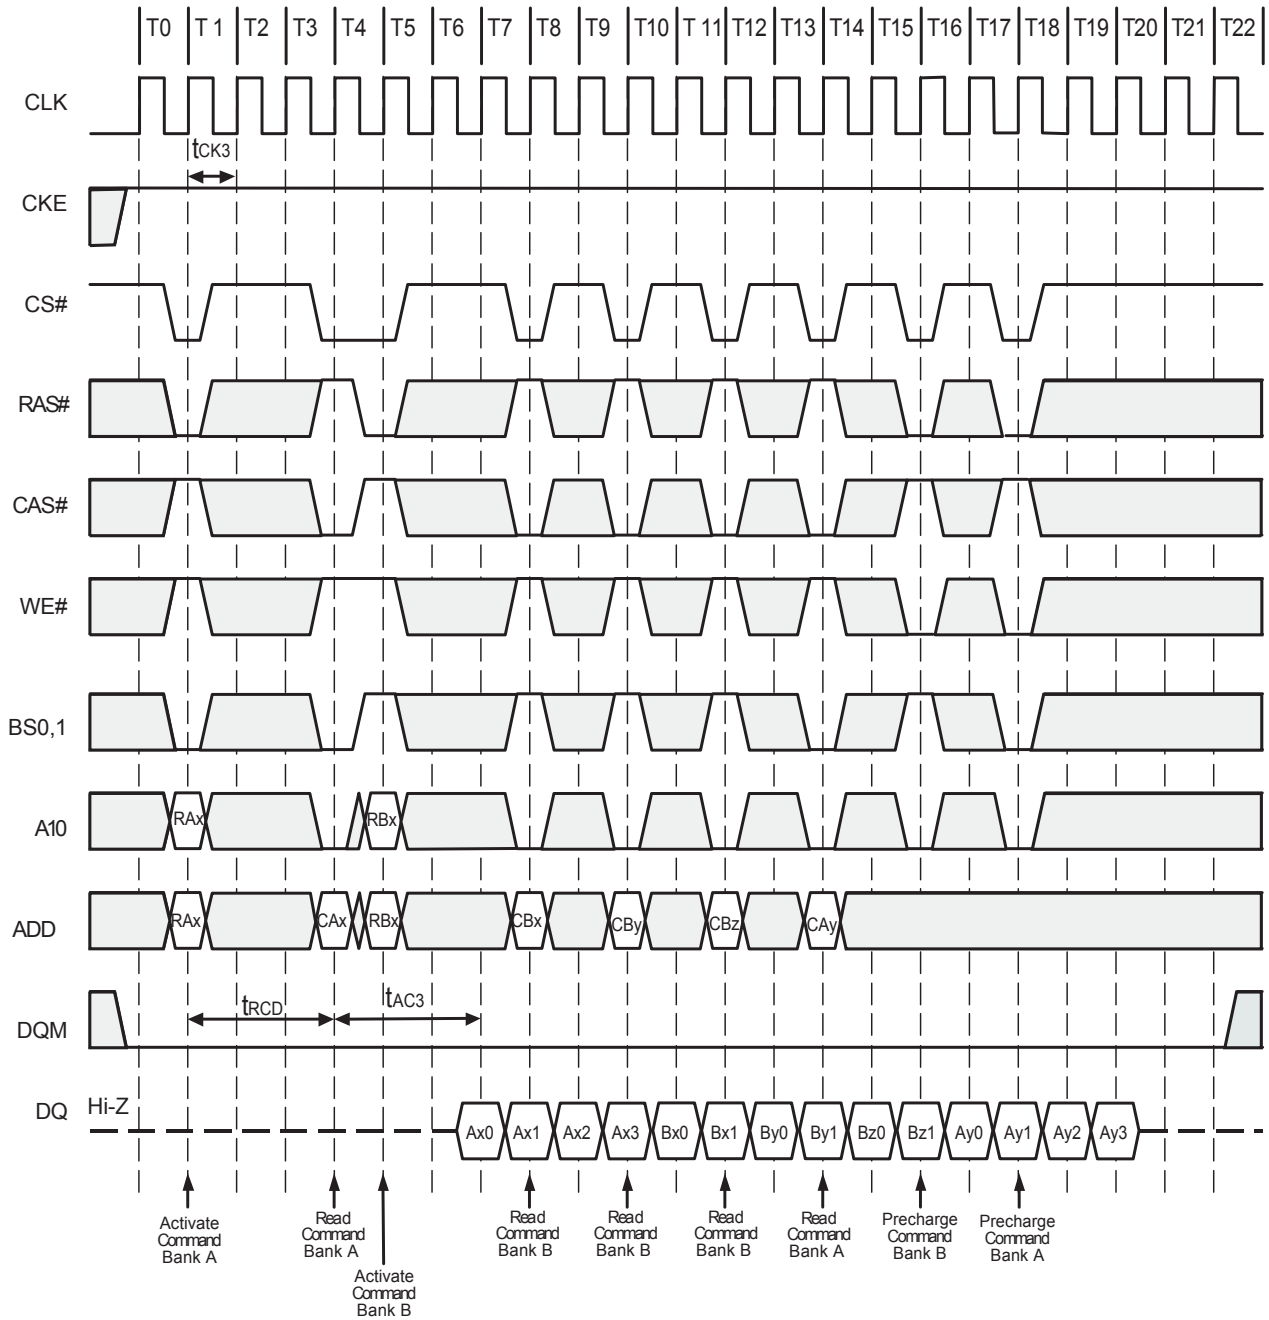 T0 T 1 T2 T3 T4 T5 T6 T7 T8 T9 T10 T 11 T12 T13 T14 T15 T16 T17 T18 T19 T20 T21 T22
CLK
tCK3
CKE
CS#
RAS#
CAS#
WE#
BS0,1
A10
RAx RBx
ADD
RAx CAx RBx CBx CBy CBz CAy
tRCD tAC3
DQM
DQ Hi-Z
Ax0 Ax1 Ax2 Ax3 Bx0 Bx1 By0 By1 Bz0 Bz1 Ay0 Ay1 Ay2 Ay3
Activate
Command
Bank A
Read
Command
Bank A
Activate
Command
Bank B
Read
Command
Bank B
Read
Command
Bank B
Read
Command
Bank B
Read
Command
Bank A
Precharge
Command
Bank B
Precharge
Command
Bank A